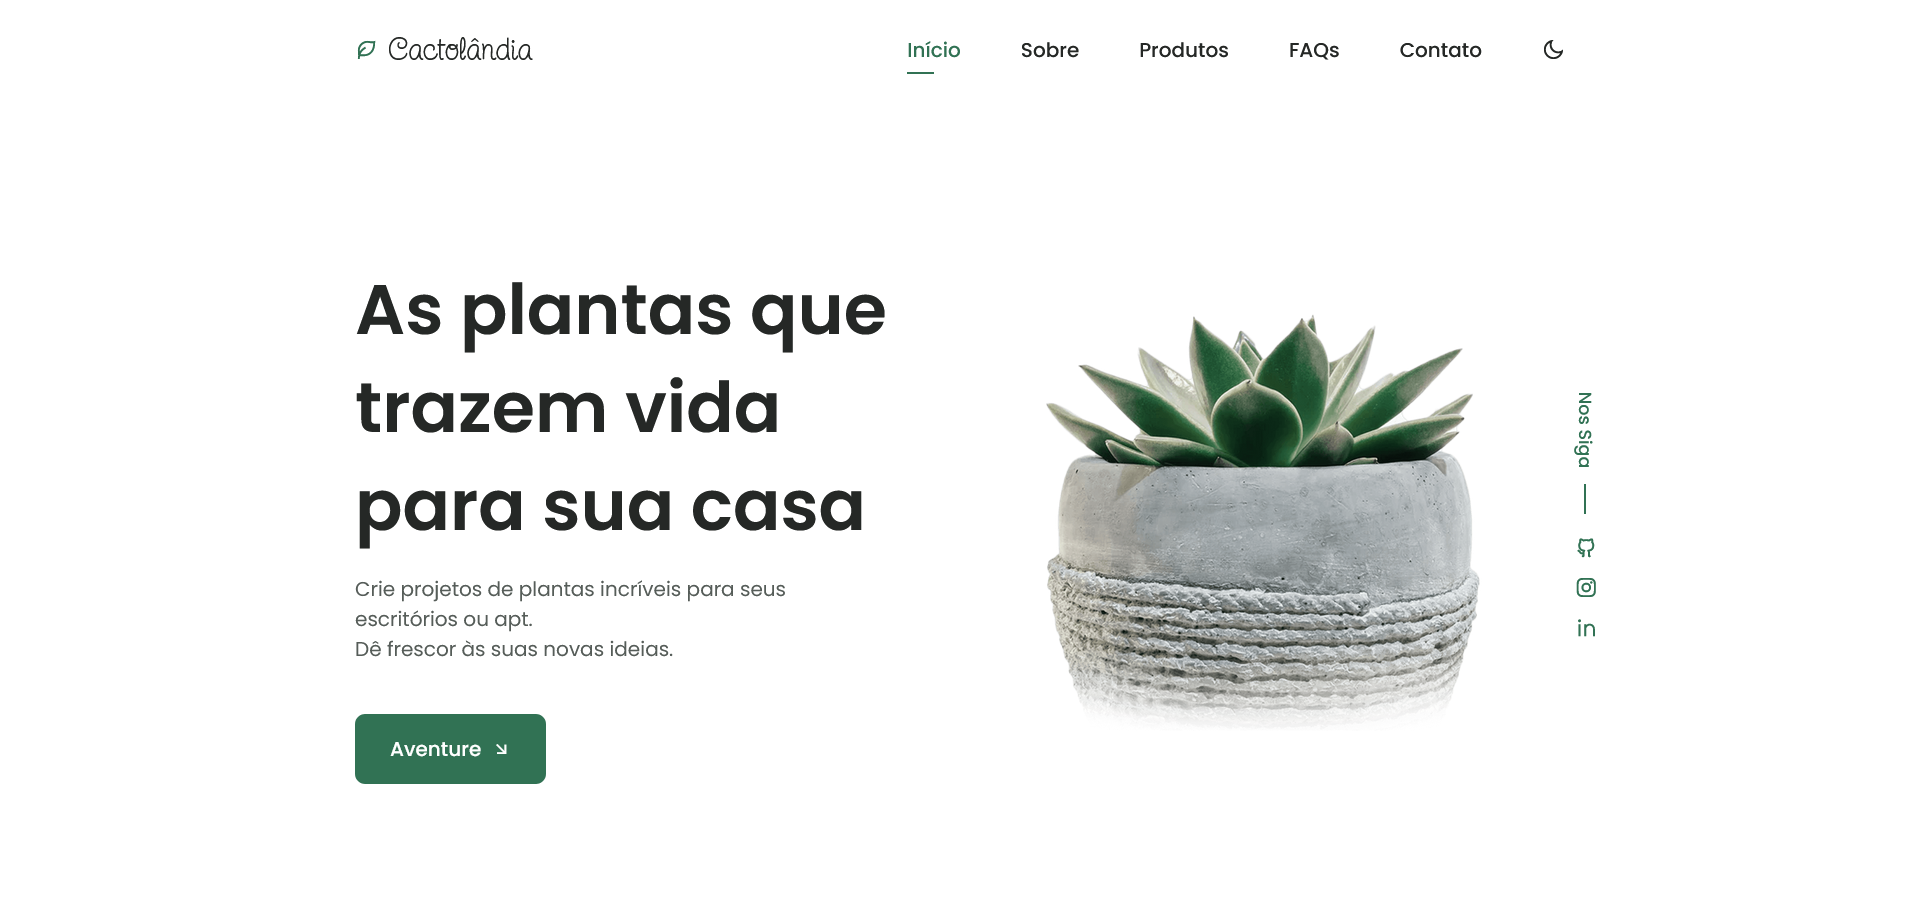 Cactolândia
Início
Sobre
Produtos
FAQs
Contato
As plantas que
trazem vida
para sua casa
Crie projetos de plantas incríveis para seus
escritórios ou apt.
Dê frescor às suas novas ideias.
Aventure
Nos Siga